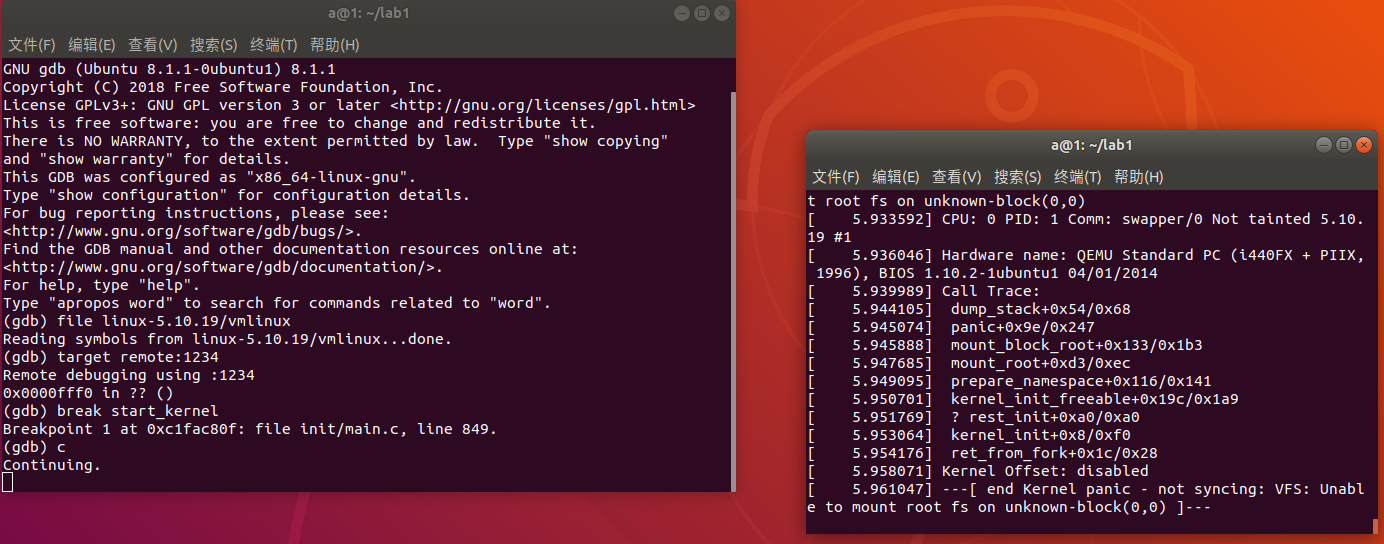 a@1: ~/lab1
文件(F) 编辑(E) 查看(V) 搜索(S) 终端(T) 帮助(H)
GNU gdb (Ubuntu 8.1.1-0ubuntu1) 8.1.1
Copyright (C) 2018 Free Software Foundation, Inc.
License GPLv3+: GNU GPL version 3 or later <http://gnu.org/licenses/gpl.html>
This is free software: you are free to change and redistribute it.
There is NO WARRANTY, to the extent permitted by law.  Type "show copying"
and "show warranty" for details.
This GDB was configured as "x86_64-linux-gnu".
Type "show configuration" for configuration details.
For bug reporting instructions, please see:
<http://www.gnu.org/software/gdb/bugs/>.
Find the GDB manual and other documentation resources online at:
<http://www.gnu.org/software/gdb/documentation/>.
For help, type "help".
Type "apropos word" to search for commands related to "word".
(gdb) file linux-5.10.19/vmlinux
Reading symbols from linux-5.10.19/vmlinux...done.
(gdb) target remote:1234
Remote debugging using :1234
0x0000fff0 in ?? ()
(gdb) break start_kernel
Breakpoint 1 at 0xc1fac80f: file init/main.c, line 849.
(gdb) c
Continuing.
a@1: ~/lab1
文件(F) 编辑(E) 查看(V) 搜索(S) 终端(T) 帮助(H)
t root fs on unknown-block(0,0)
[    5.933592] CPU: 0 PID: 1 Comm: swapper/0 Not tainted 5.10.
19 #1
[    5.936046] Hardware name: QEMU Standard PC (i440FX + PIIX,
 1996), BIOS 1.10.2-1ubuntu1 04/01/2014
[    5.939989] Call Trace:
[    5.944105]  dump_stack+0x54/0x68
[    5.945074]  panic+0x9e/0x247
[    5.945888]  mount_block_root+0x133/0x1b3
[    5.947685]  mount_root+0xd3/0xec
[    5.949095]  prepare_namespace+0x116/0x141
[    5.950701]  kernel_init_freeable+0x19c/0x1a9
[    5.951769]  ? rest_init+0xa0/0xa0
[    5.953064]  kernel_init+0x8/0xf0
[    5.954176]  ret_from_fork+0x1c/0x28
[    5.958071] Kernel Offset: disabled
[    5.961047] ---[ end Kernel panic - not syncing: VFS: Unabl
e to mount root fs on unknown-block(0,0) ]---